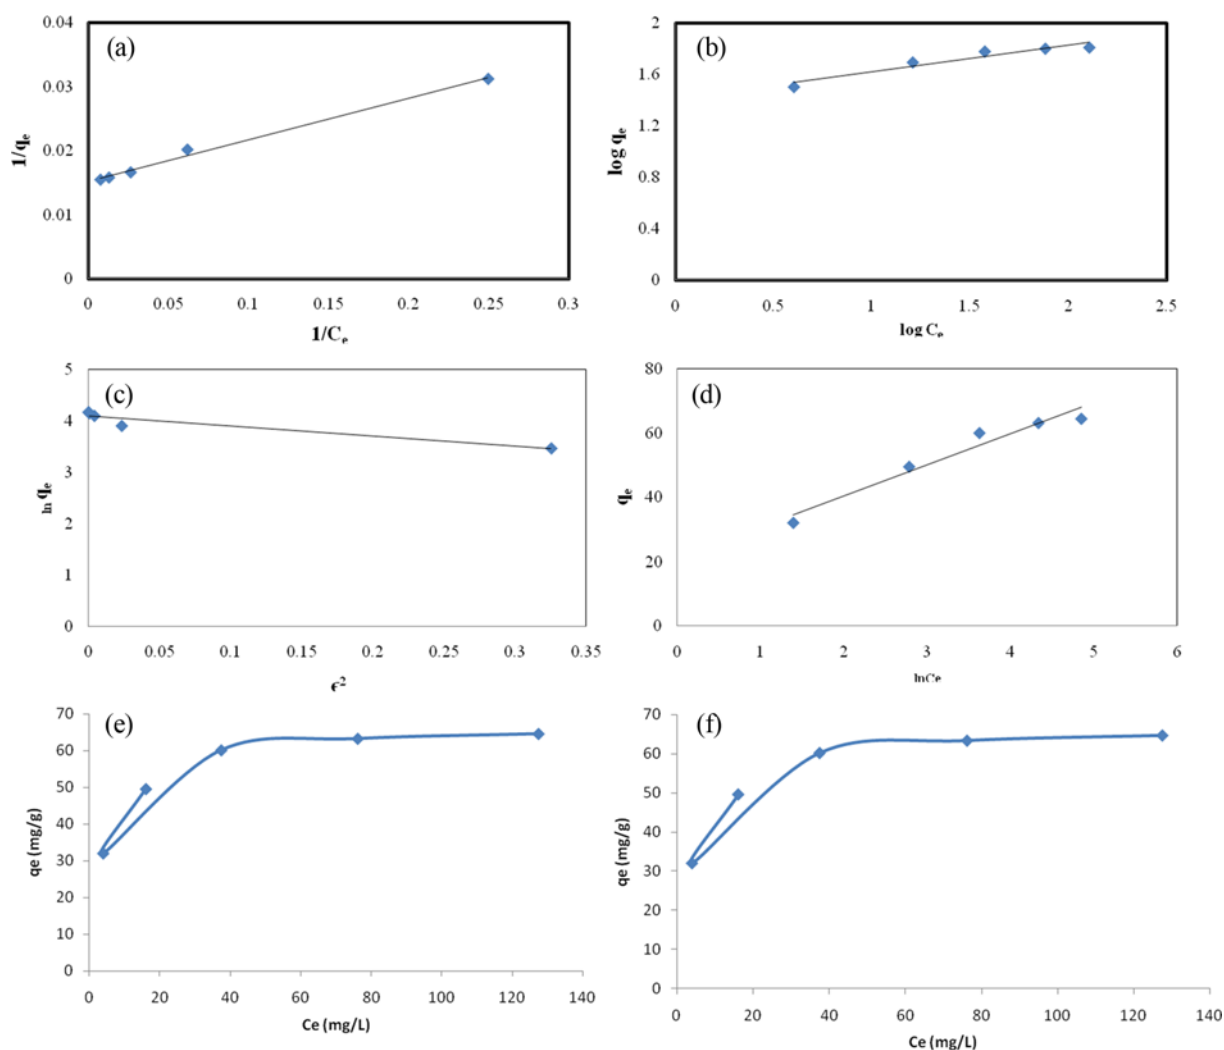 (a)
0.04
0.03
0.02
0.01
0
1/qe
0 0.05 0.1 0.15 0.2 0.25 0.3
1/Ce
(b)
2
1.6
1.2
0.8
0.4
0
log qe
0 0.5 1 1.5 2 2.5
log Ce
(c)
5
4
3
2
1
0
ln qe
0 0.05 0.1 0.15 0.2 0.25 0.3 0.35
ϵ²
(d)
80
60
40
20
0
qe
0 1 2 3 4 5 6
lnCe
(e)
70
60
50
40
30
20
10
0
qe (mg/g)
0 20 40 60 80 100 120 140
Ce (mg/L)
(f)
70
60
50
40
30
20
10
0
qe (mg/g)
0 20 40 60 80 100 120 140
Ce (mg/L)